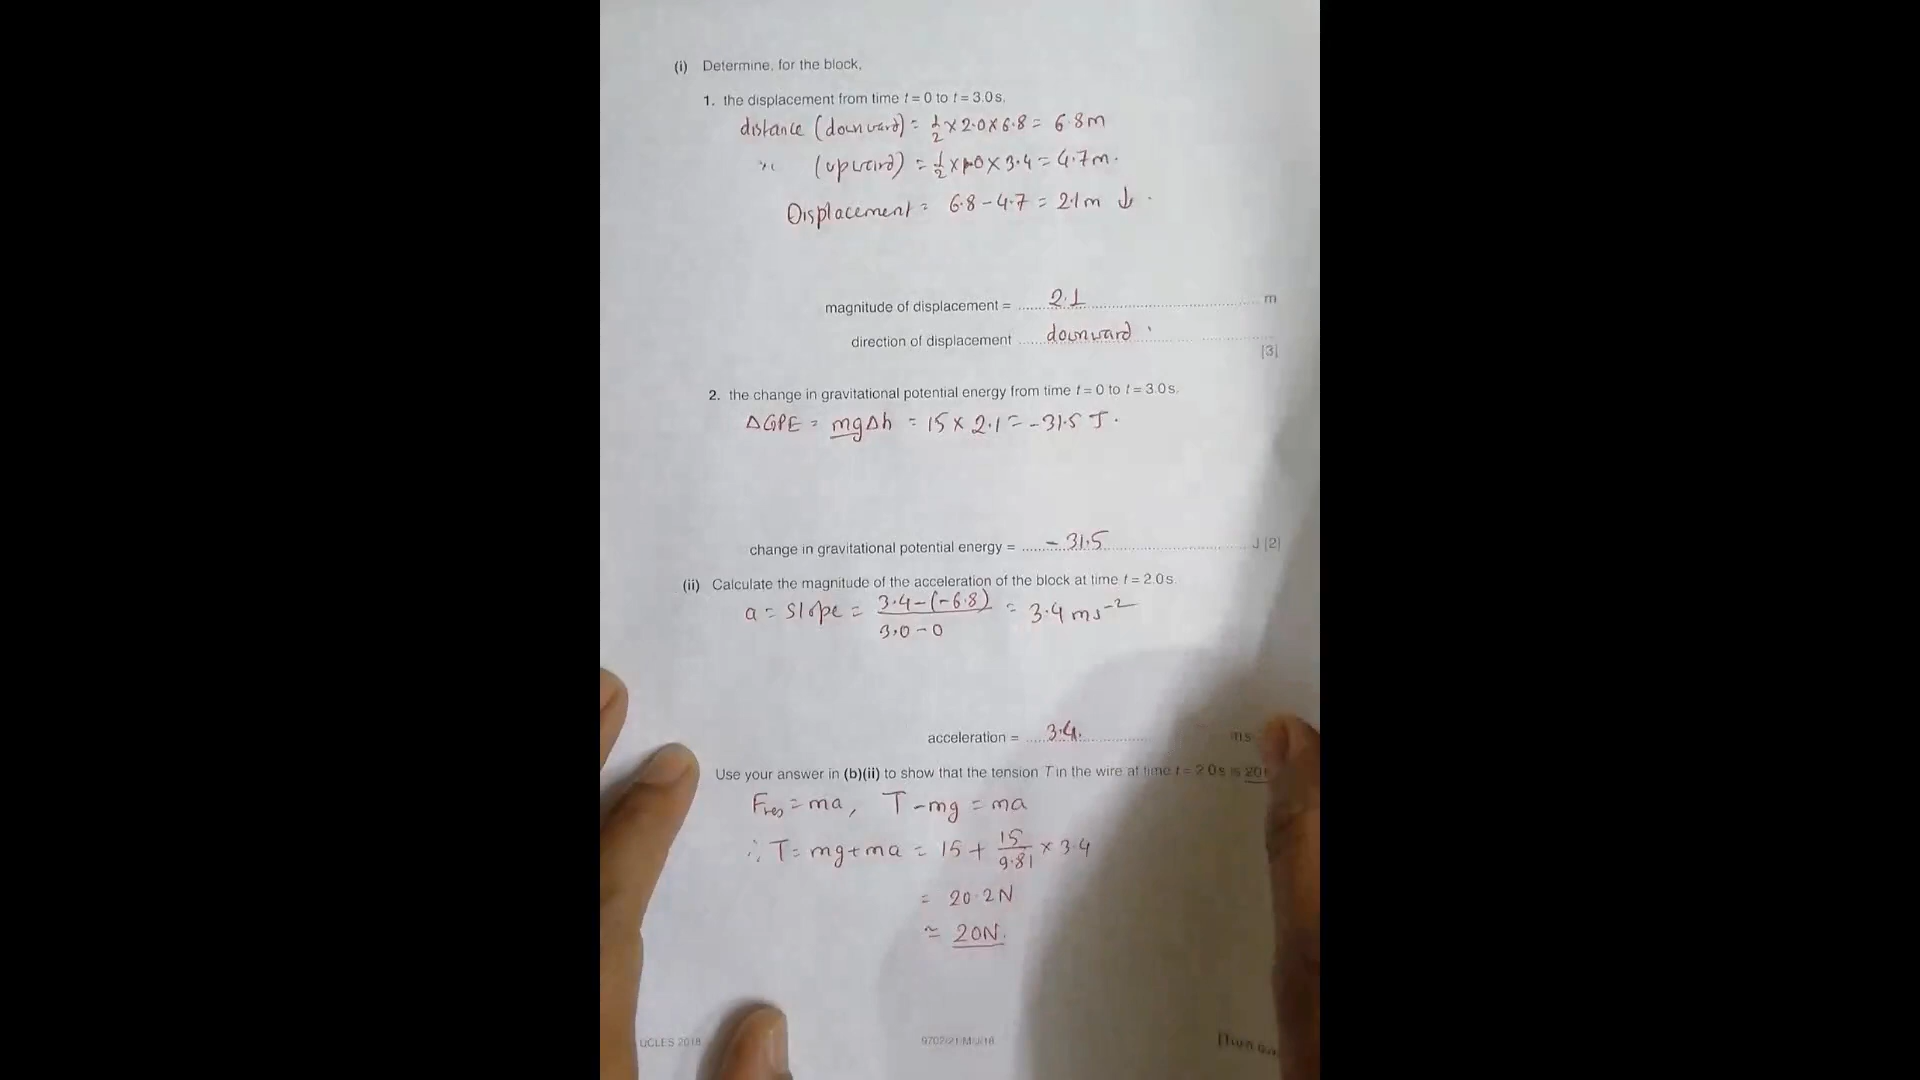 (i) Determine, for the block,
1. the displacement from time t = 0 to t = 3.0 s.
distance (downward) = 1/2 × 2.0 × 6.8 = 6.8 m
(upward) = 1/2 × 1.0 × 3.4 = 4.7 m.
Displacement = 6.8 - 4.7 = 2.1 m ↓.
magnitude of displacement = 2.1 m
direction of displacement downward
[3]
2. the change in gravitational potential energy from time t = 0 to t = 3.0 s.
ΔGPE = mgΔh = 15 × 2.1 = -31.5 J.
change in gravitational potential energy = - 31.5 J [2]
(ii) Calculate the magnitude of the acceleration of the block at time t = 2.0 s.
a = slope = 3.4-(-6.8) / 3.0 - 0 = 3.4 ms⁻²
acceleration = 3.4. ms
Use your answer in (b)(ii) to show that the tension T in the wire at time t = 2.0 s is 20
Fres = ma, T - mg = ma
∴ T = mg + ma = 15 + 15/9.81 × 3.4
= 20.2 N
≈ 20N.
UCLES 2018 9702/21/M/J/18